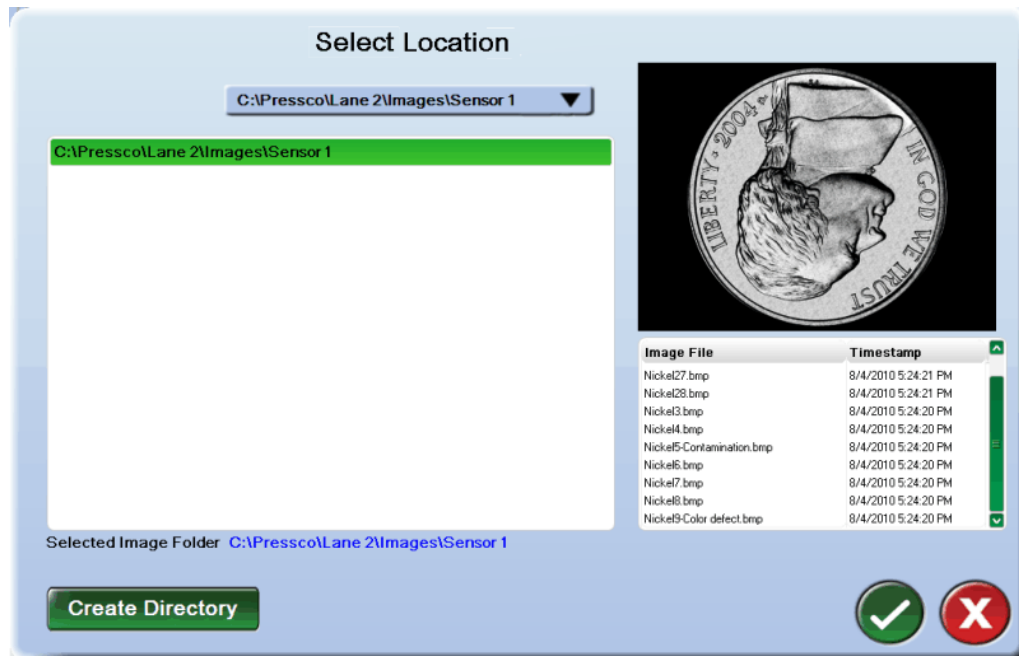 Select Location
C:\Pressco\Lane 2\Images\Sensor 1
C:\Pressco\Lane 2\Images\Sensor 1
LIBERTY · 2004
IN GOD WE TRUST
Image File Timestamp
Nickel27.bmp 8/4/2010 5:24:21 PM
Nickel28.bmp 8/4/2010 5:24:21 PM
Nickel3.bmp 8/4/2010 5:24:20 PM
Nickel4.bmp 8/4/2010 5:24:20 PM
Nickel5-Contamination.bmp 8/4/2010 5:24:20 PM
Nickel6.bmp 8/4/2010 5:24:20 PM
Nickel7.bmp 8/4/2010 5:24:20 PM
Nickel8.bmp 8/4/2010 5:24:20 PM
Nickel9-Color defect.bmp 8/4/2010 5:24:20 PM
Selected Image Folder C:\Pressco\Lane 2\Images\Sensor 1
Create Directory